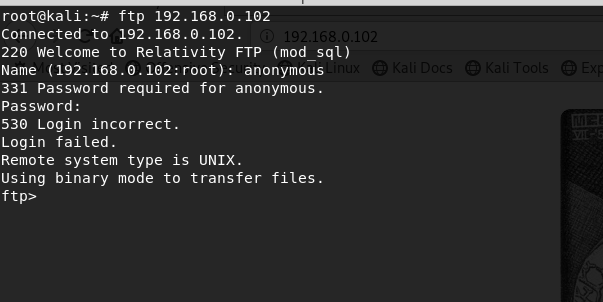 root@kali:~# ftp 192.168.0.102
Connected to 192.168.0.102.
220 Welcome to Relativity FTP (mod_sql)
Name (192.168.0.102:root): anonymous
331 Password required for anonymous.
Password:
530 Login incorrect.
Login failed.
Remote system type is UNIX.
Using binary mode to transfer files.
ftp>
192.168.0.102
Linux
Kali Docs
Kali Tools
Exp